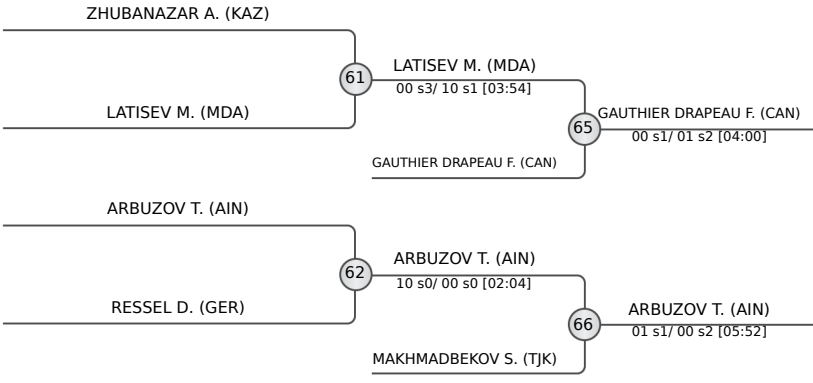 ZHUBANAZAR A. (KAZ)
61
LATISEV M. (MDA)
00 s3/ 10 s1 [03:54]
LATISEV M. (MDA)
65
GAUTHIER DRAPEAU F. (CAN)
00 s1/ 01 s2 [04:00]
GAUTHIER DRAPEAU F. (CAN)
ARBUZOV T. (AIN)
62
ARBUZOV T. (AIN)
10 s0/ 00 s0 [02:04]
RESSEL D. (GER)
66
ARBUZOV T. (AIN)
01 s1/ 00 s2 [05:52]
MAKHMADBEKOV S. (TJK)